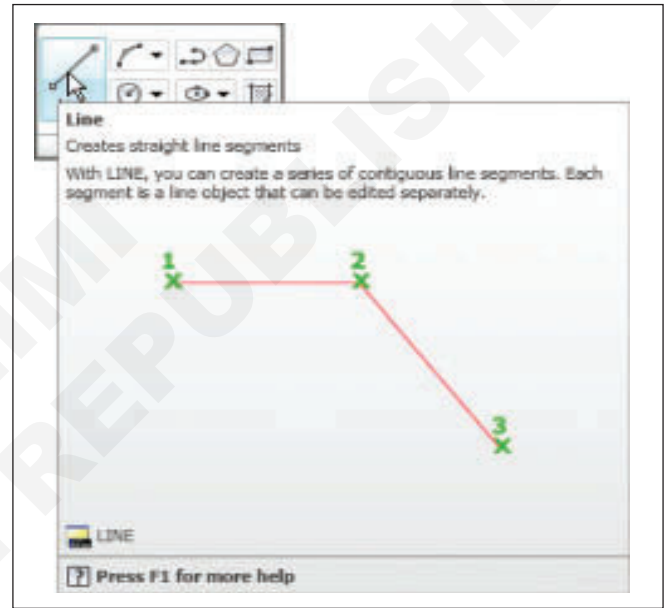 Line
Creates straight line segments
With LINE, you can create a series of contiguous line segments. Each
segment is a line object that can be edited separately.
1
2
3
LINE
? Press F1 for more help
REPUBLISHE